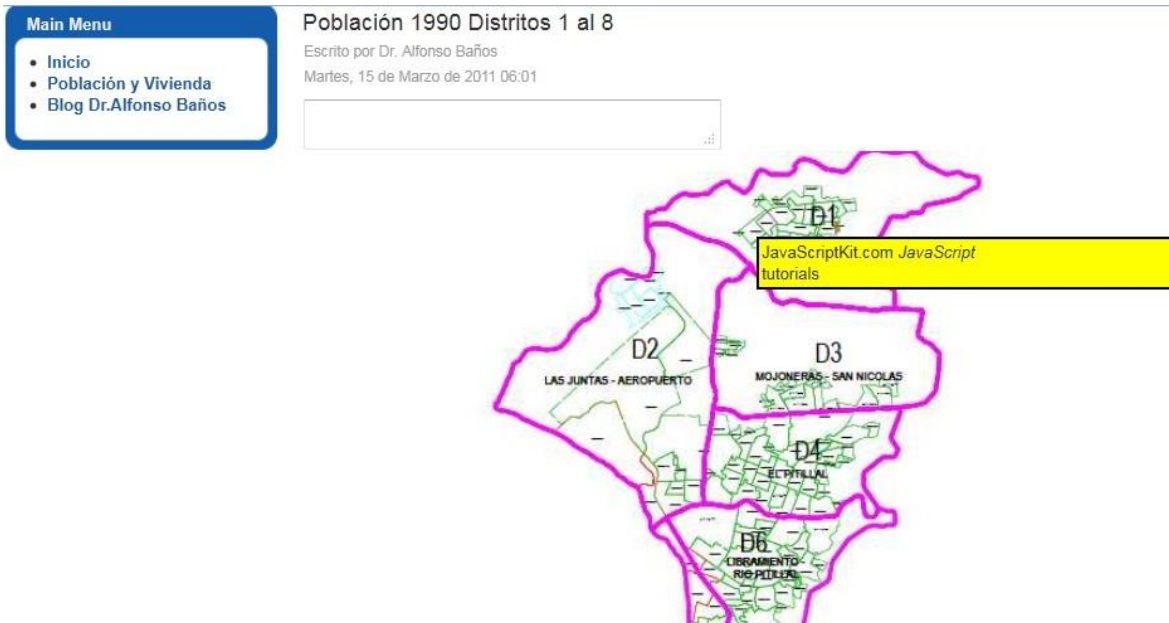 Main Menu
Inicio
Población y Vivienda
Blog Dr.Alfonso Baños
Población 1990 Distritos 1 al 8
Escrito por Dr. Alfonso Baños
Martes, 15 de Marzo de 2011 06:01
D1
JavaScriptKit.com JavaScript
tutorials
D2
LAS JUNTAS - AEROPUERTO
D3
MOJONERAS - SAN NICOLAS
D4
EL PITILLAL
D6
LIBRAMIENTO -
RIO PITILLAL